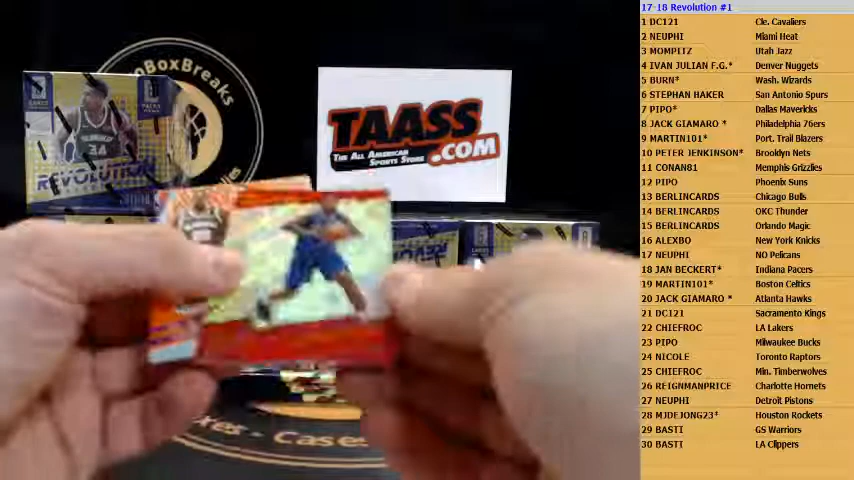 17-18 Revolution #1
1 DC121 Cle. Cavaliers
2 NEUPHI Miami Heat
3 MOMPITZ Utah Jazz
4 IVAN JULIAN F.G.* Denver Nuggets
5 BURN* Wash. Wizards
6 STEPHAN HAKER San Antonio Spurs
7 PIPO* Dallas Mavericks
8 JACK GIAMARO * Philadelphia 76ers
9 MARTIN101* Port. Trail Blazers
10 PETER JENKINSON* Brooklyn Nets
11 CONAN81 Memphis Grizzlies
12 PIPO Phoenix Suns
13 BERLINCARDS Chicago Bulls
14 BERLINCARDS OKC Thunder
15 BERLINCARDS Orlando Magic
16 ALEXBO New York Knicks
17 NEUPHI NO Pelicans
18 JAN BECKERT* Indiana Pacers
19 MARTIN101* Boston Celtics
20 JACK GIAMARO * Atlanta Hawks
21 DC121 Sacramento Kings
22 CHIEFROC LA Lakers
23 PIPO Milwaukee Bucks
24 NICOLE Toronto Raptors
25 CHIEFROC Min. Timberwolves
26 REIGNMANPRICE Charlotte Hornets
27 NEUPHI Detroit Pistons
28 MJDEJONG23* Houston Rockets
29 BASTI GS Warriors
30 BASTI LA Clippers
BoxBreaks
TAASS
THE ALL AMERICAN
SPORTS STORE
.COM
34
REVOLUTION
xes - Cases